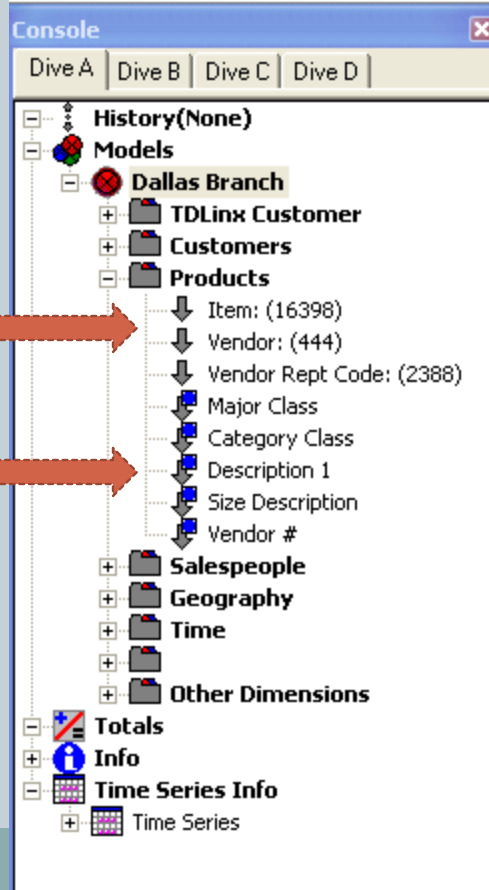 Console
Dive A Dive B Dive C Dive D
History(None)
Models
Dallas Branch
TDLinx Customer
Customers
Products
Item: (16398)
Vendor: (444)
Vendor Rept Code: (2388)
Major Class
Category Class
Description 1
Size Description
Vendor #
Salespeople
Geography
Time
Other Dimensions
Totals
Info
Time Series Info
Time Series